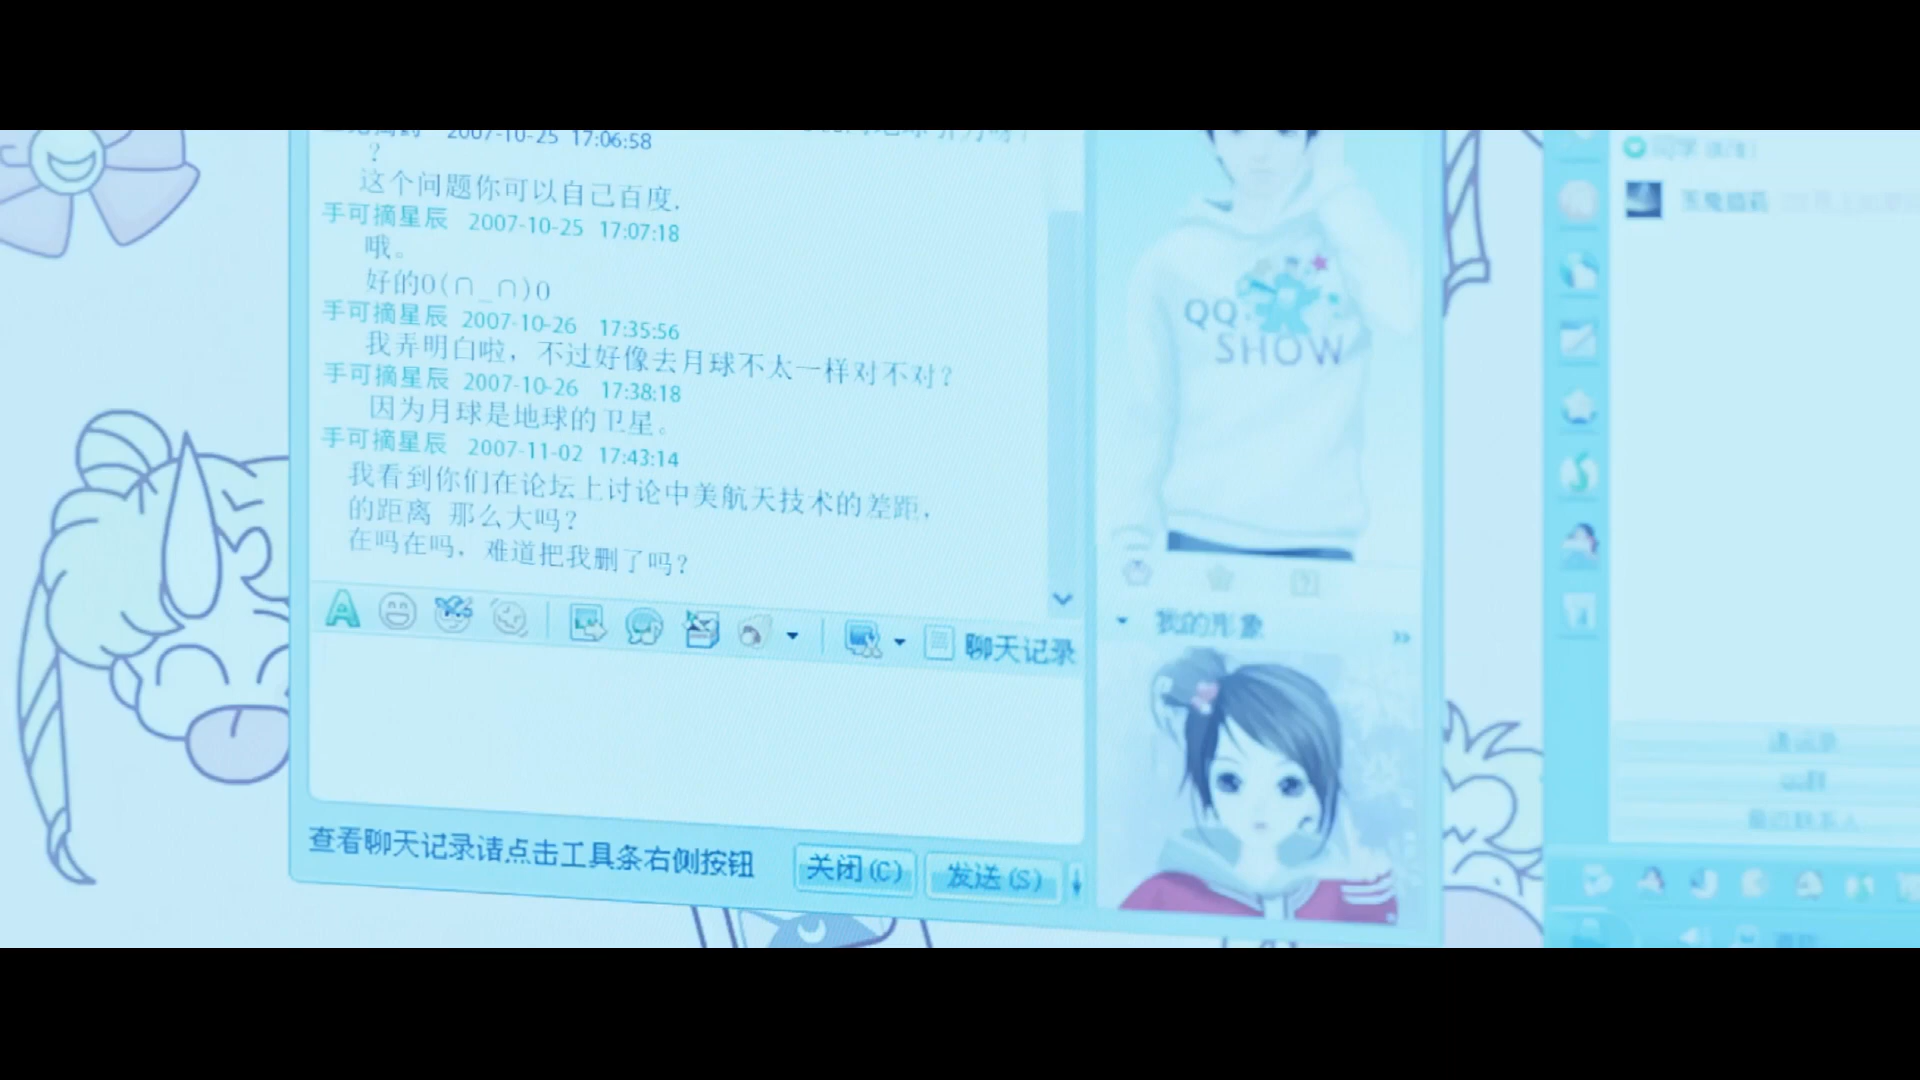 2007-10-25 17:06:58
?
这个问题你可以自己百度.
手可摘星辰 2007-10-25 17:07:18
哦。
好的O(∩_∩)O
手可摘星辰 2007-10-26 17:35:56
我弄明白啦，不过好像去月球不太一样对不对？
手可摘星辰 2007-10-26 17:38:18
因为月球是地球的卫星。
手可摘星辰 2007-11-02 17:43:14
我看到你们在论坛上讨论中美航天技术的差距，
的距离 那么大吗？
在吗在吗，难道把我删了吗？
聊天记录
查看聊天记录请点击工具条右侧按钮
关闭(C)
发送(S)
QQ
SHOW
我的形象